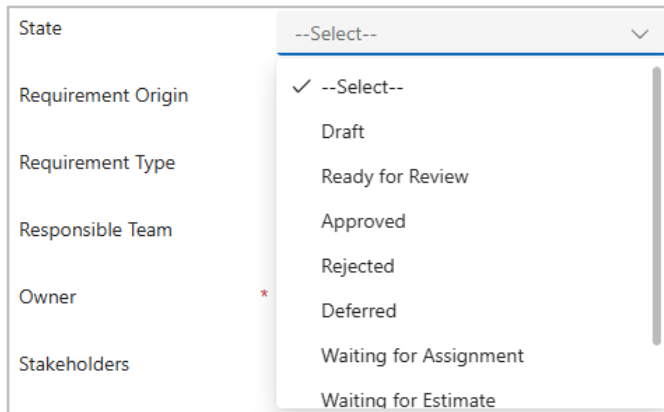 State
--Select--
--Select--
Requirement Origin
Draft
Requirement Type
Ready for Review
Approved
Responsible Team
Rejected
Owner *
Deferred
Stakeholders
Waiting for Assignment
Waiting for Estimate